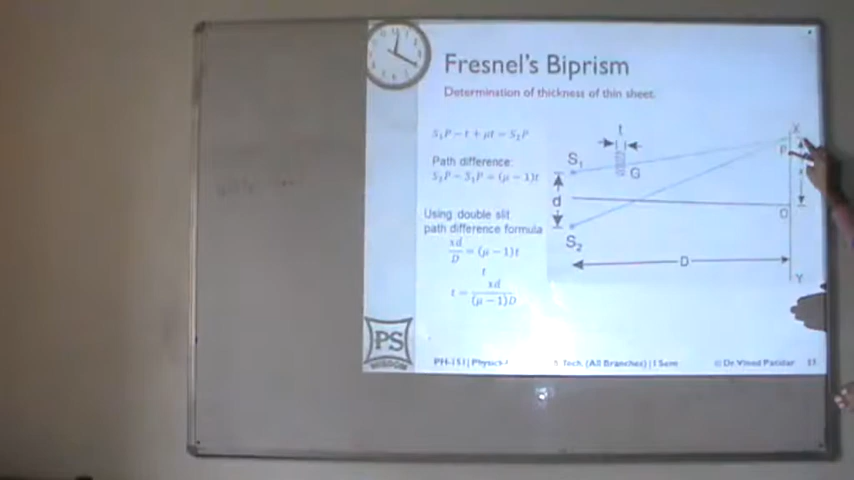 Fresnel's Biprism
Determination of thickness of thin sheet.
S₁P − t + μt = S₂P
Path difference:
S₂P − S₁P = (μ − 1)t
Using double slit
path difference formula
xd/D = (μ − 1)t
t
t = xd/((μ − 1)D)
t
S₁
G
d
S₂
D
X
P
x
O
Y
PS
WISDOM
PH-151| Physics-I
B. Tech. (All Branches) | I Sem
© Dr Vinod Patidar